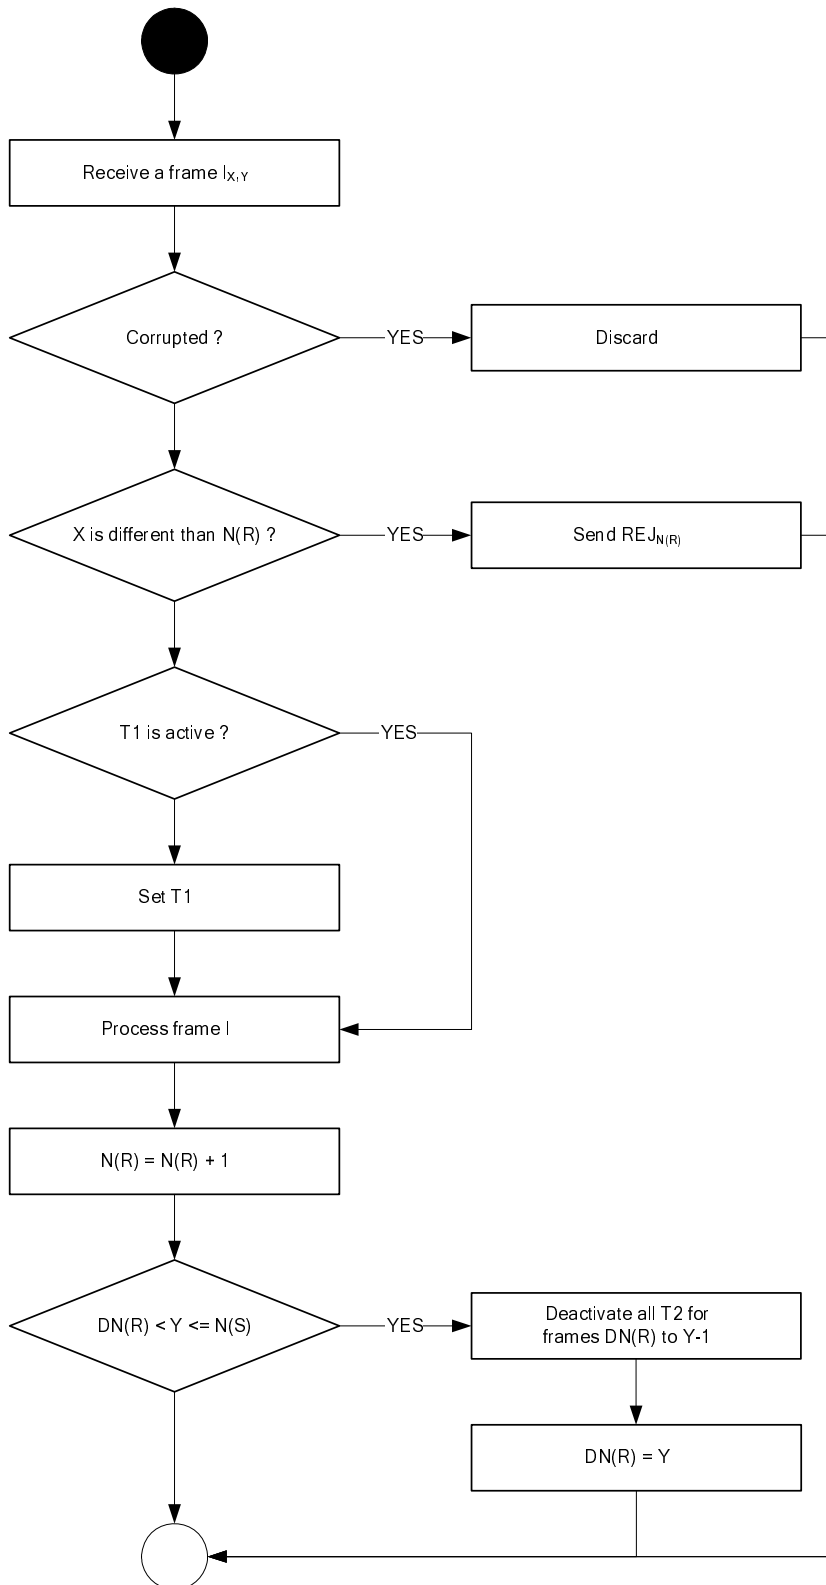 Receive a frame I_X,Y
Corrupted ?
YES
Discard
X is different than N(R) ?
YES
Send REJ_N(R)
T1 is active ?
YES
Set T1
Process frame I
N(R) = N(R) + 1
DN(R) < Y <= N(S)
YES
Deactivate all T2 for
frames DN(R) to Y-1
DN(R) = Y